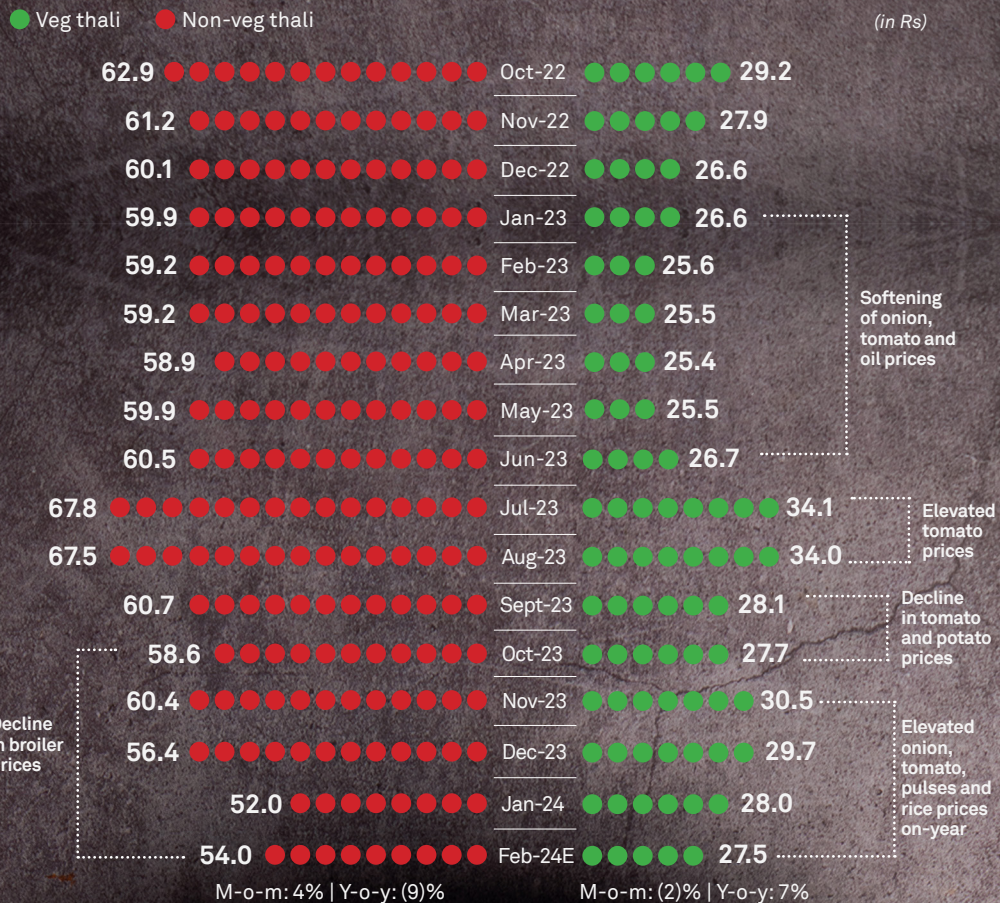 Veg thali Non-veg thali (in Rs)
62.9 Oct-22 29.2
61.2 Nov-22 27.9
60.1 Dec-22 26.6
59.9 Jan-23 26.6
59.2 Feb-23 25.6
59.2 Mar-23 25.5
58.9 Apr-23 25.4
59.9 May-23 25.5
60.5 Jun-23 26.7
Softening
of onion,
tomato and
oil prices
67.8 Jul-23 34.1
67.5 Aug-23 34.0
Elevated
tomato
prices
60.7 Sept-23 28.1
58.6 Oct-23 27.7
Decline
in tomato
and potato
prices
60.4 Nov-23 30.5
56.4 Dec-23 29.7
52.0 Jan-24 28.0
54.0 Feb-24E 27.5
ecline
n broiler
rices
Elevated
onion,
tomato,
pulses and
rice prices
on-year
M-o-m: 4% | Y-o-y: (9)% M-o-m: (2)% | Y-o-y: 7%